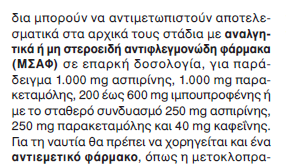 δια μπορούν να αντιμετωπιστούν αποτελε-
σματικά στα αρχικά τους στάδια με αναλγη-
τικά ή μη στεροειδή αντιφλεγμονώδη φάρμακα
(ΜΣΑΦ) σε επαρκή δοσολογία, για παρά-
δειγμα 1.000 mg ασπιρίνης, 1.000 mg παρα-
κεταμόλης, 200 έως 600 mg ιμπουπροφένης ή
με το σταθερό συνδυασμό 250 mg ασπιρίνης,
250 mg παρακεταμόλης και 40 mg καφεΐνης.
Για τη ναυτία θα πρέπει να χορηγείται και ένα
αντιεμετικό φάρμακο, όπως η μετοκλοπρα-